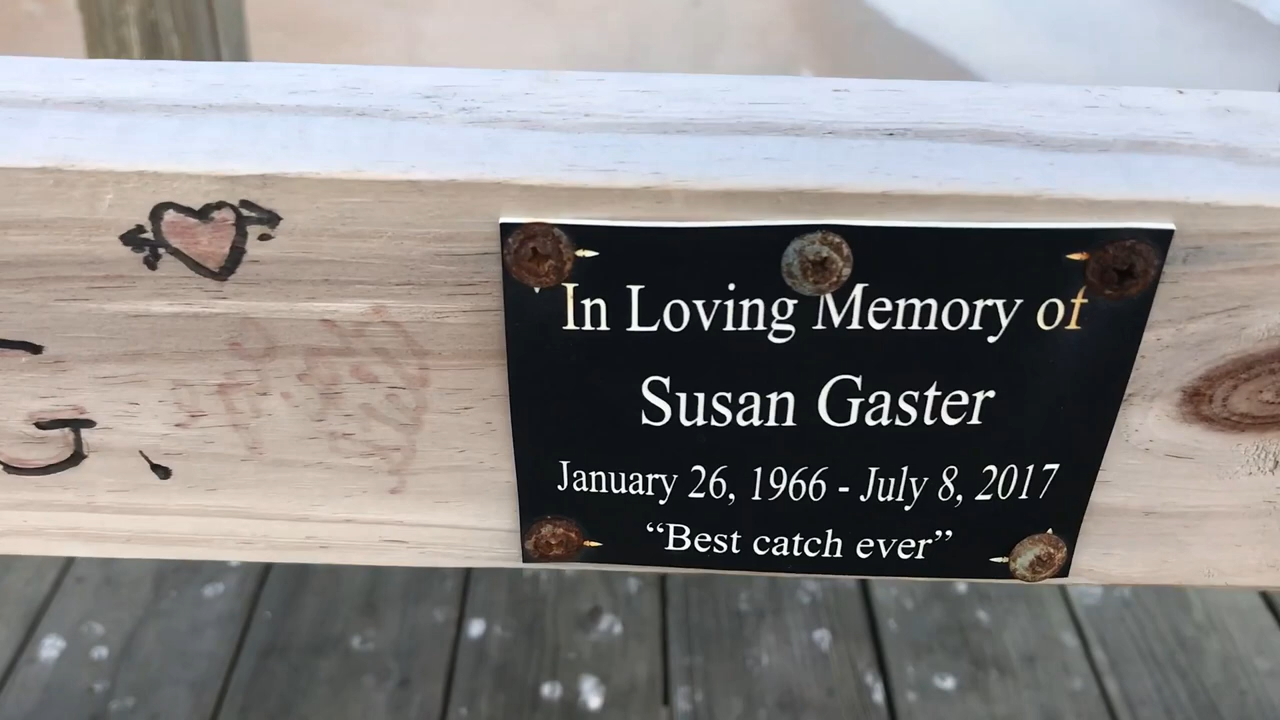 In Loving Memory of
Susan Gaster
January 26, 1966 - July 8, 2017
“Best catch ever”